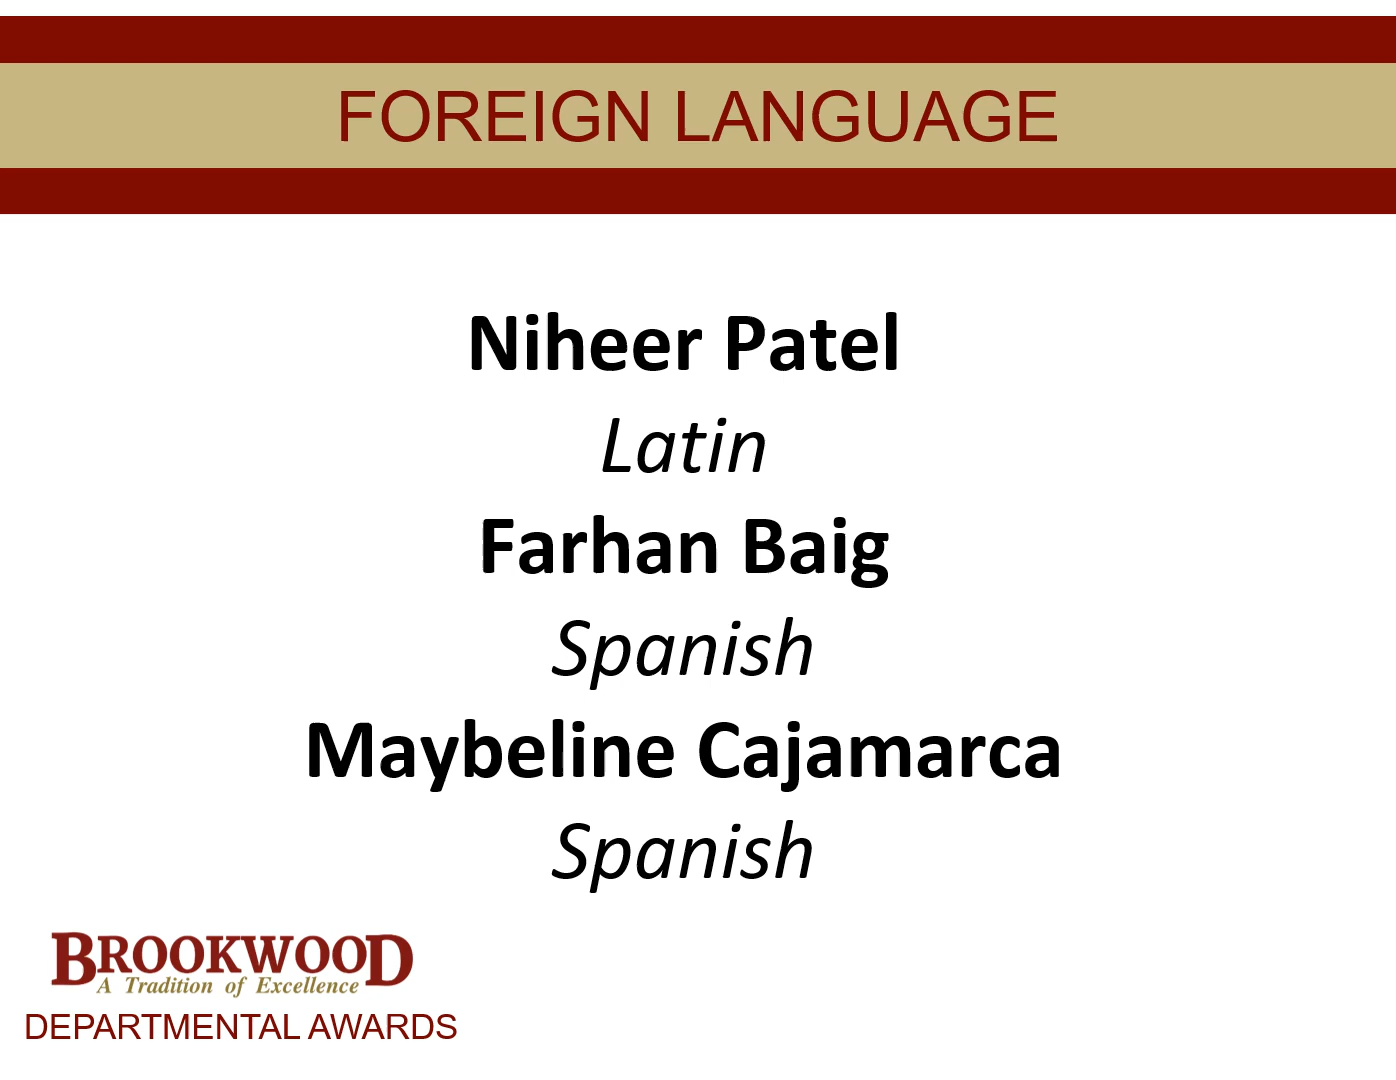 FOREIGN LANGUAGE
Niheer Patel
Latin
Farhan Baig
Spanish
Maybeline Cajamarca
Spanish
BROOKWOOD
A Tradition of Excellence
DEPARTMENTAL AWARDS